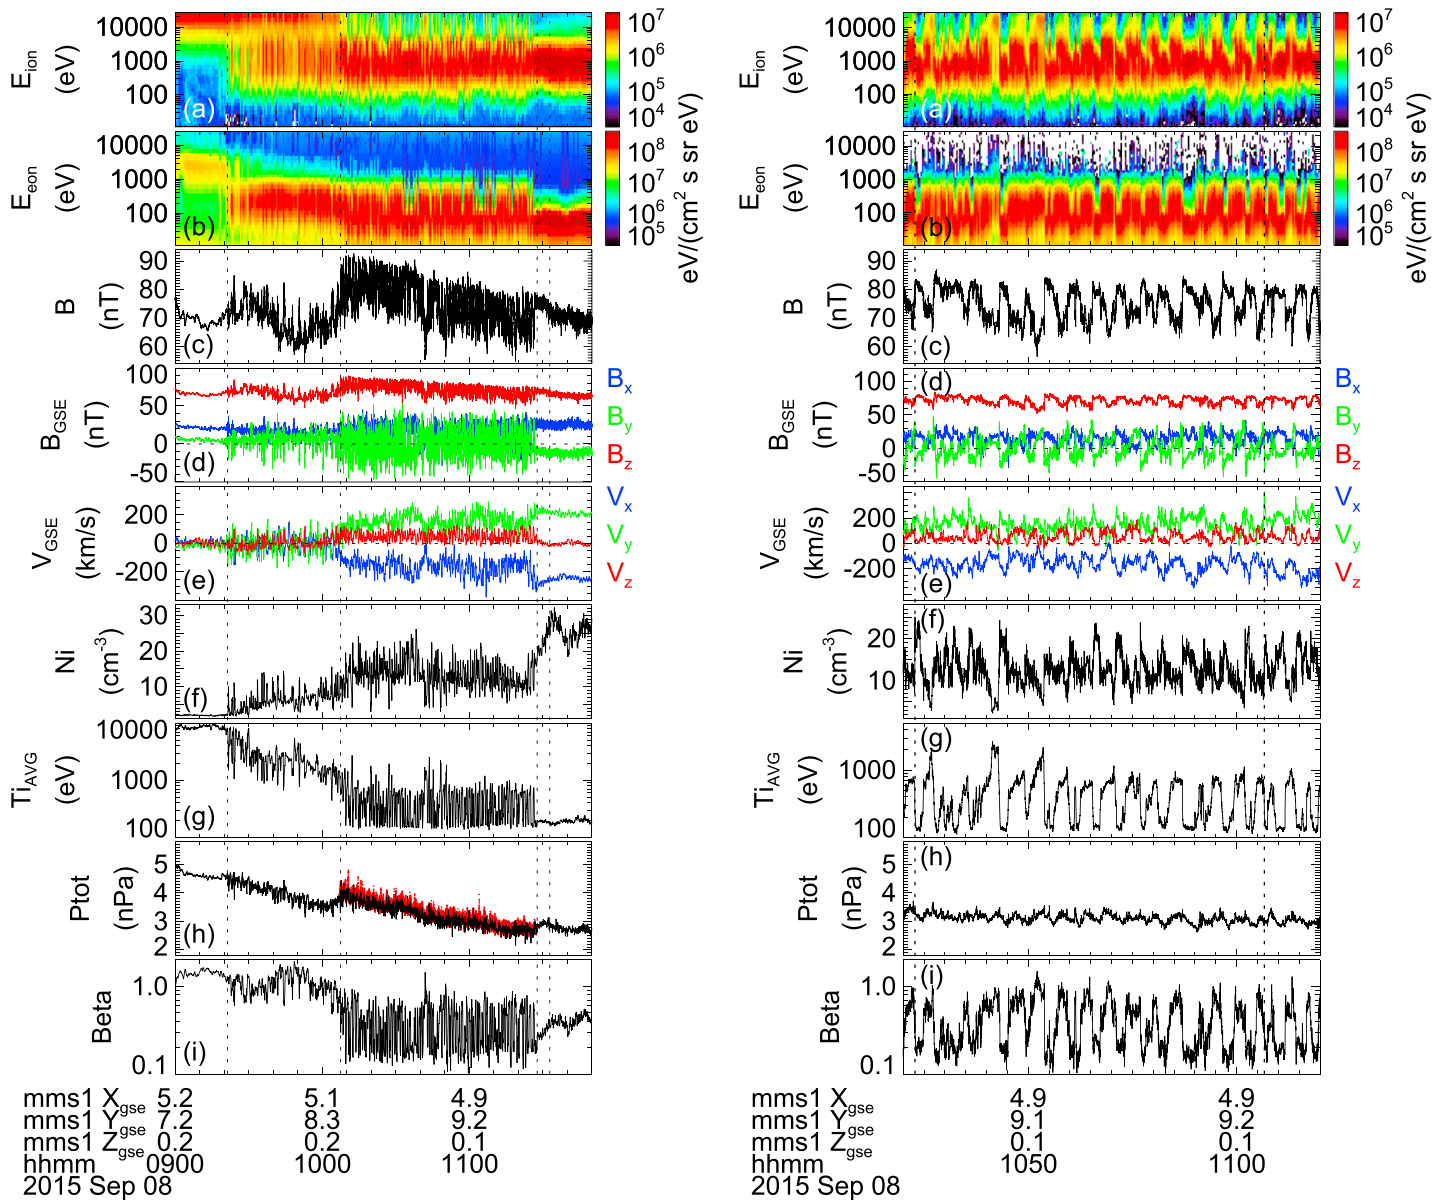 E_ion (eV)
10000
1000
100
(a)
10^7
10^6
10^5
10^4
E_eon (eV)
10000
1000
100
(b)
10^8
10^7
10^6
10^5
eV/(cm^2 s sr eV)
B (nT)
90
80
70
60
(c)
B_GSE (nT)
100
50
0
-50
(d)
B_x
B_y
B_z
V_GSE (km/s)
200
0
-200
(e)
V_x
V_y
V_z
Ni (cm^-3)
30
20
10
(f)
Ti_AVG (eV)
10000
1000
100
(g)
Ptot (nPa)
5
4
3
2
(h)
Beta
1.0
0.1
(i)
mms1 X_gse 5.2 5.1 4.9
mms1 Y_gse 7.2 8.3 9.2
mms1 Z_gse 0.2 0.2 0.1
hhmm 0900 1000 1100
2015 Sep 08
E_ion (eV)
10000
1000
100
(a)
10^7
10^6
10^5
10^4
E_eon (eV)
10000
1000
100
(b)
10^8
10^7
10^6
10^5
eV/(cm^2 s sr eV)
B (nT)
90
80
70
60
(c)
B_GSE (nT)
100
50
0
-50
(d)
B_x
B_y
B_z
V_GSE (km/s)
200
0
-200
(e)
V_x
V_y
V_z
Ni (cm^-3)
20
10
(f)
Ti_AVG (eV)
1000
100
(g)
Ptot (nPa)
5
4
3
2
(h)
Beta
1.0
0.1
(i)
mms1 X_gse 4.9 4.9
mms1 Y_gse 9.1 9.2
mms1 Z_gse 0.1 0.1
hhmm 1050 1100
2015 Sep 08